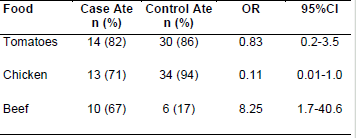 Food Case Ate Control Ate OR 95%CI
n (%) n (%)
Tomatoes 14 (82) 30 (86) 0.83 0.2-3.5
Chicken 13 (71) 34 (94) 0.11 0.01-1.0
Beef 10 (67) 6 (17) 8.25 1.7-40.6